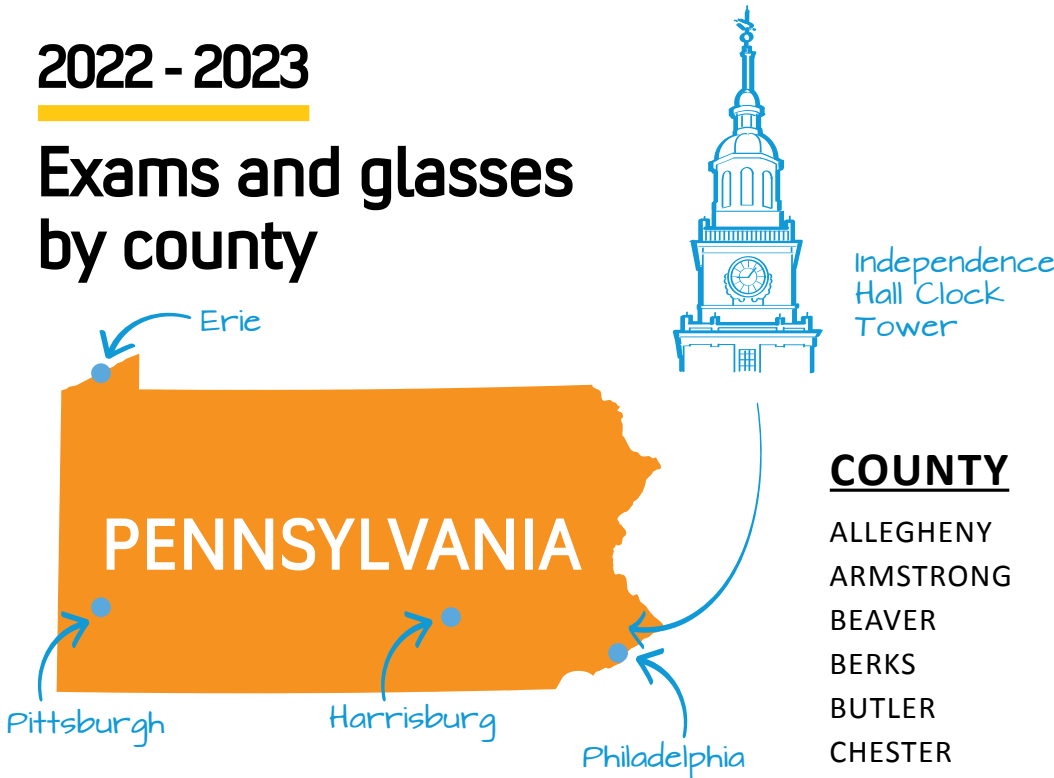 2022 - 2023
Exams and glasses
by county
Independence
Hall Clock
Tower
Erie
PENNSYLVANIA
Pittsburgh
Harrisburg
Philadelphia
COUNTY
ALLEGHENY
ARMSTRONG
BEAVER
BERKS
BUTLER
CHESTER